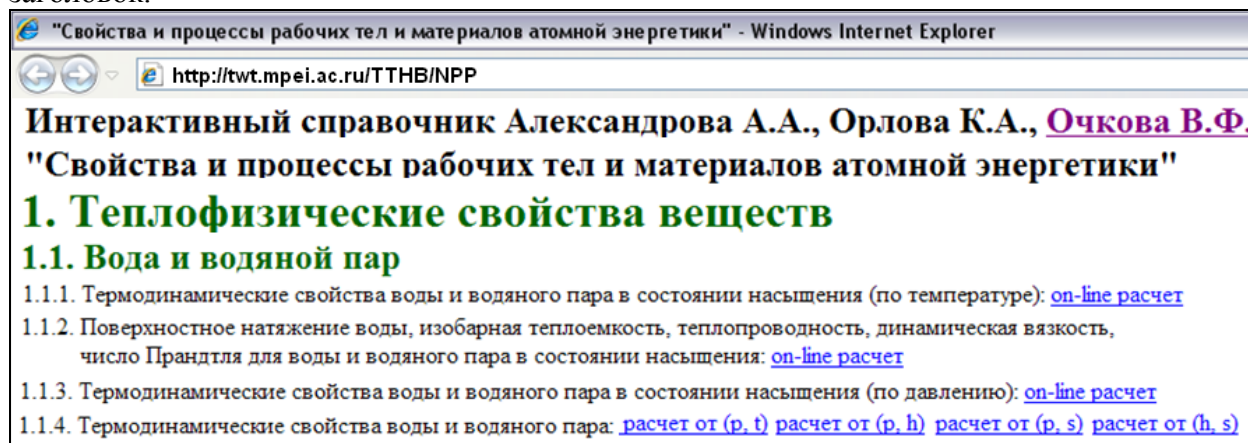 "Свойства и процессы рабочих тел и материалов атомной энергетики" - Windows Internet Explorer
http://twt.mpei.ac.ru/TTHB/NPP
Интерактивный справочник Александрова А.А., Орлова К.А., Очкова В.Ф.
"Свойства и процессы рабочих тел и материалов атомной энергетики"
1. Теплофизические свойства веществ
1.1. Вода и водяной пар
1.1.1. Термодинамические свойства воды и водяного пара в состоянии насыщения (по температуре): on-line расчет
1.1.2. Поверхностное натяжение воды, изобарная теплоемкость, теплопроводность, динамическая вязкость,
число Прандтля для воды и водяного пара в состоянии насыщения: on-line расчет
1.1.3. Термодинамические свойства воды и водяного пара в состоянии насыщения (по давлению): on-line расчет
1.1.4. Термодинамические свойства воды и водяного пара: расчет от (p, t) расчет от (p, h) расчет от (p, s) расчет от (h, s)